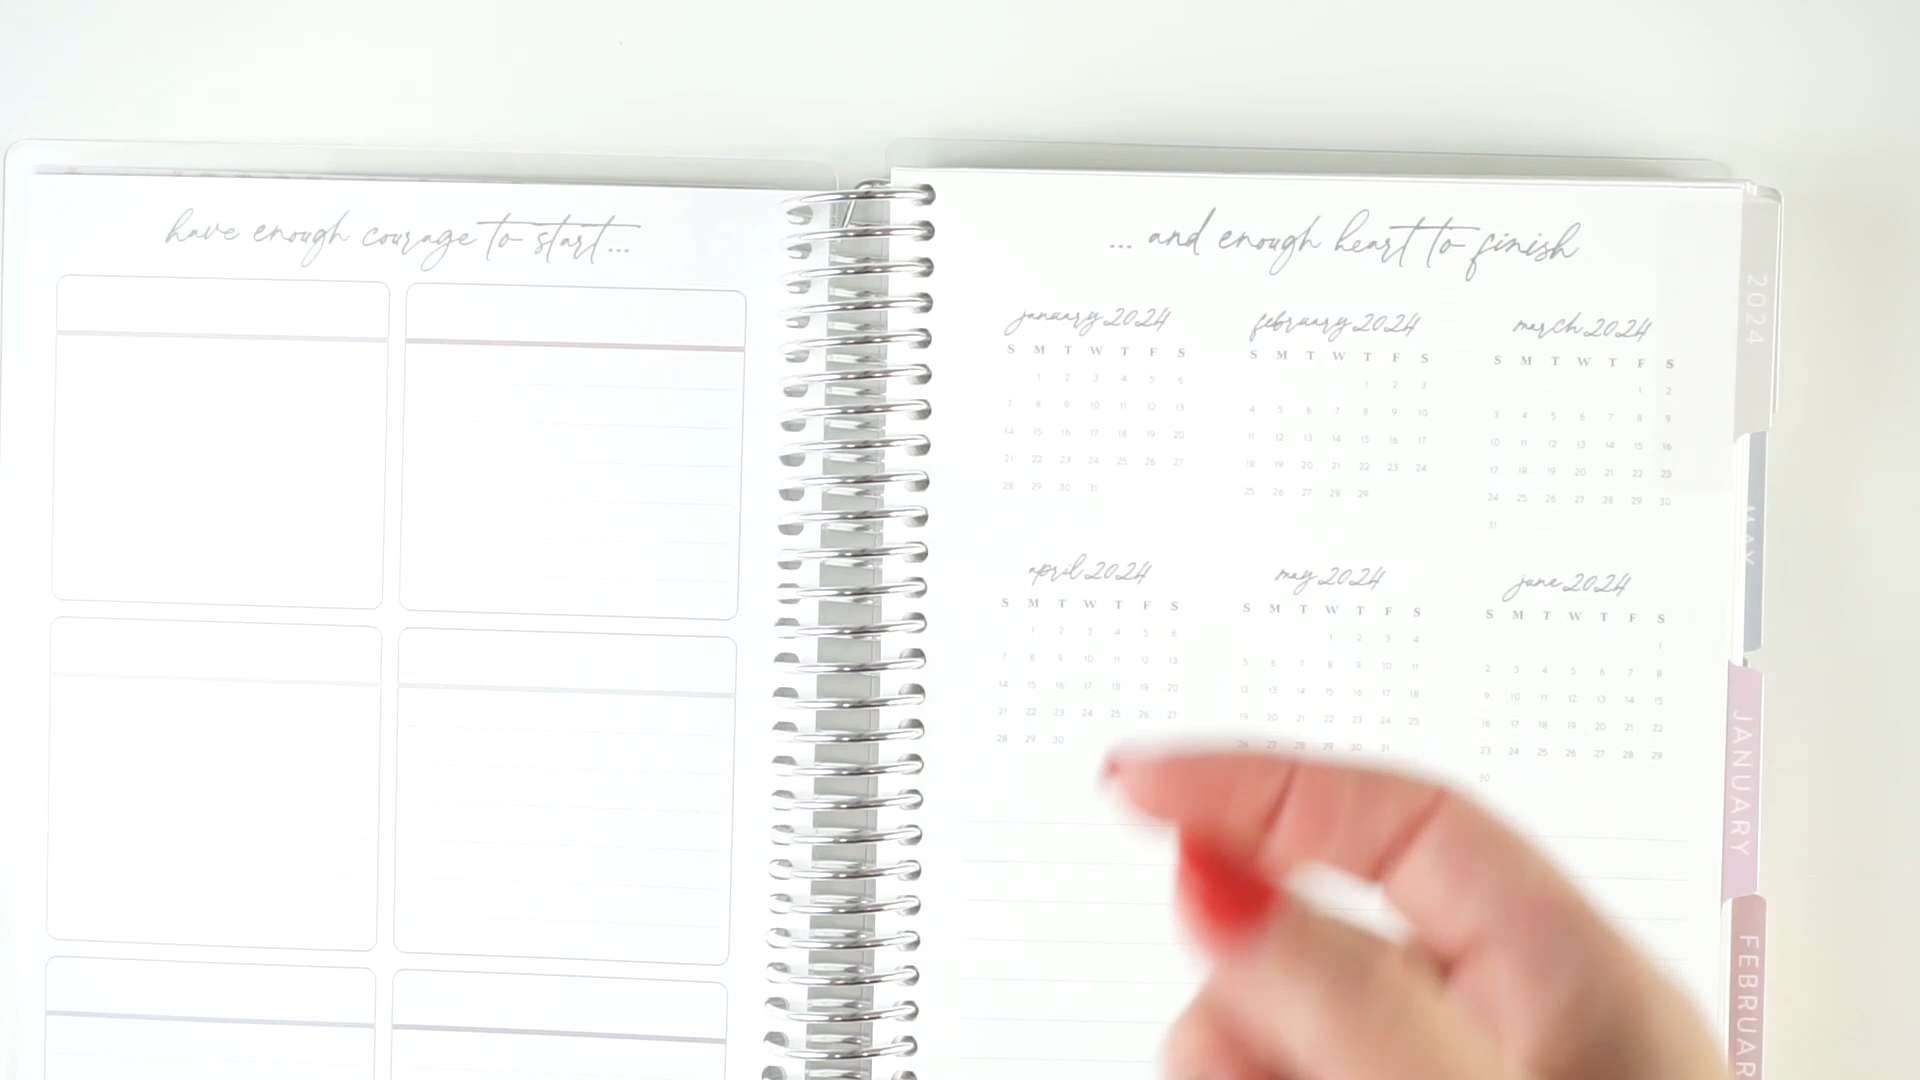 have enough courage to start...
... and enough heart to finish
january 2024
S M T W T F S
1 2 3 4 5 6
7 8 9 10 11 12 13
14 15 16 17 18 19 20
21 22 23 24 25 26 27
28 29 30 31
february 2024
S M T W T F S
1 2 3
4 5 6 7 8 9 10
11 12 13 14 15 16 17
18 19 20 21 22 23 24
25 26 27 28 29
march 2024
S M T W T F S
1 2
3 4 5 6 7 8 9
10 11 12 13 14 15 16
17 18 19 20 21 22 23
24 25 26 27 28 29 30
31
april 2024
S M T W T F S
1 2 3 4 5 6
7 8 9 10 11 12 13
14 15 16 17 18 19 20
21 22 23 24 25 26 27
28 29 30
may 2024
S M T W T F S
1 2 3 4
5 6 7 8 9 10 11
12 13 14 15 16 17 18
19 20 21 22 23 24 25
26 27 28 29 30 31
june 2024
S M T W T F S
1
2 3 4 5 6 7 8
9 10 11 12 13 14 15
16 17 18 19 20 21 22
23 24 25 26 27 28 29
30
2024
MAY
JANUARY
FEBRUAR